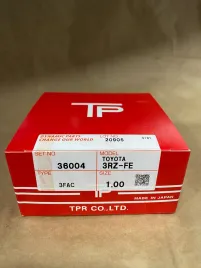 TP
DYNAMIC PARTS
CHANGE OUR WORLD.
20905
SET-NO.
36004
MODEL
TOYOTA
3RZ-FE
TYPE
3FAC
SIZE
1.00
MADE IN JAPAN
TPR CO.,LTD.